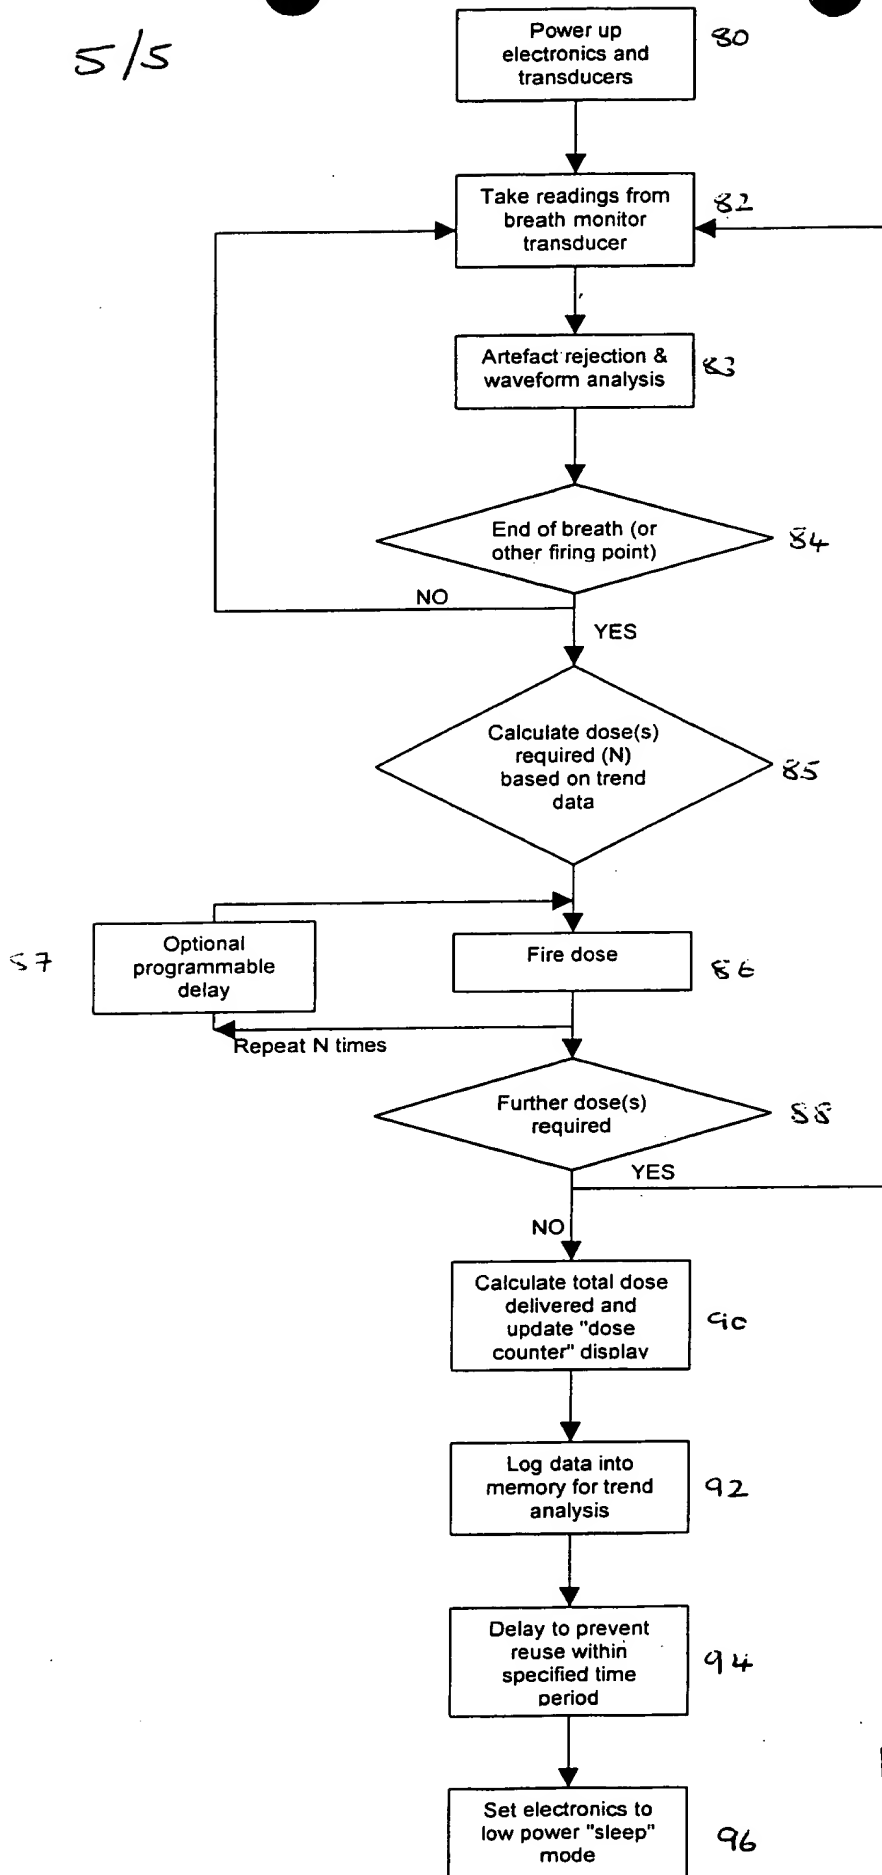 5/5
Power up
electronics and
transducers
80
Take readings from
breath monitor
transducer
82
Artefact rejection &
waveform analysis
83
End of breath (or
other firing point)
84
NO
YES
Calculate dose(s)
required (N)
based on trend
data
85
Optional
programmable
delay
87
Fire dose
86
Repeat N times
Further dose(s)
required
88
YES
NO
Calculate total dose
delivered and
update "dose
counter" display
90
Log data into
memory for trend
analysis
92
Delay to prevent
reuse within
specified time
period
94
Set electronics to
low power "sleep"
mode
96